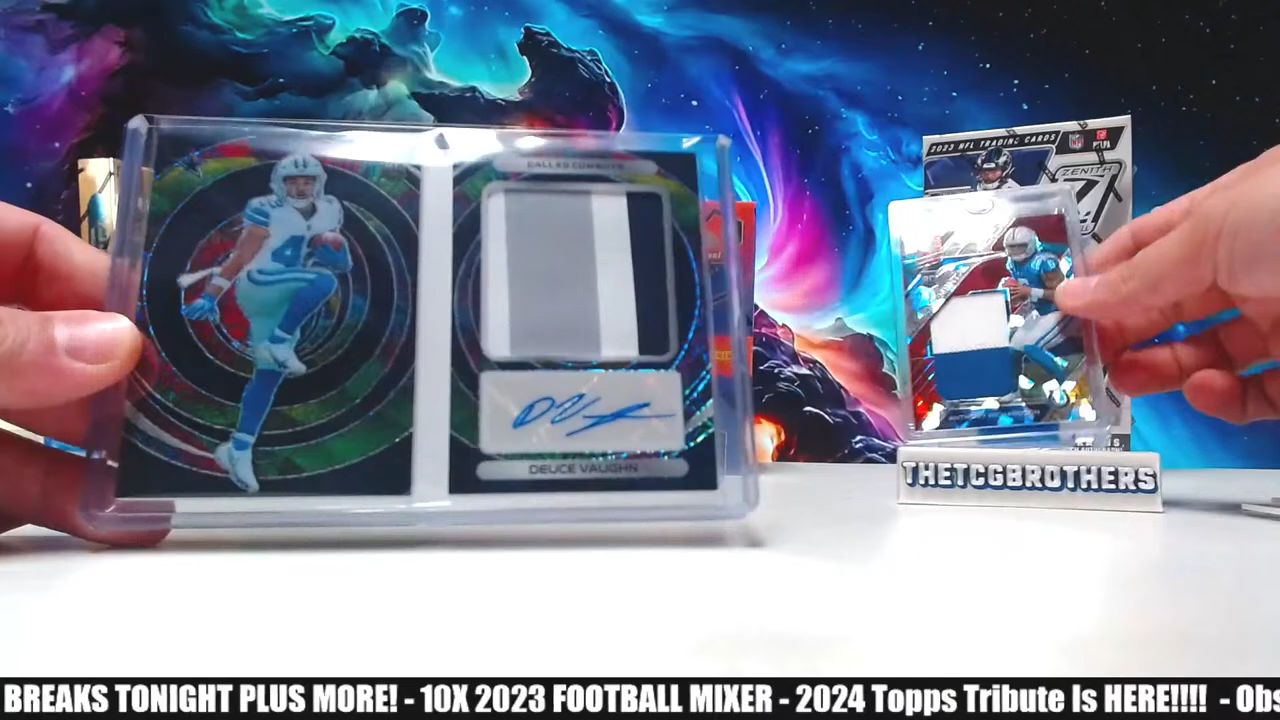 2023 NFL TRADING CARDS
NFL
ZENITH
DALLAS COWBOYS
DEUCE VAUGHN
THETCGBROTHERS
BREAKS TONIGHT PLUS MORE! - 10X 2023 FOOTBALL MIXER - 2024 Topps Tribute Is HERE!!!! - Obs